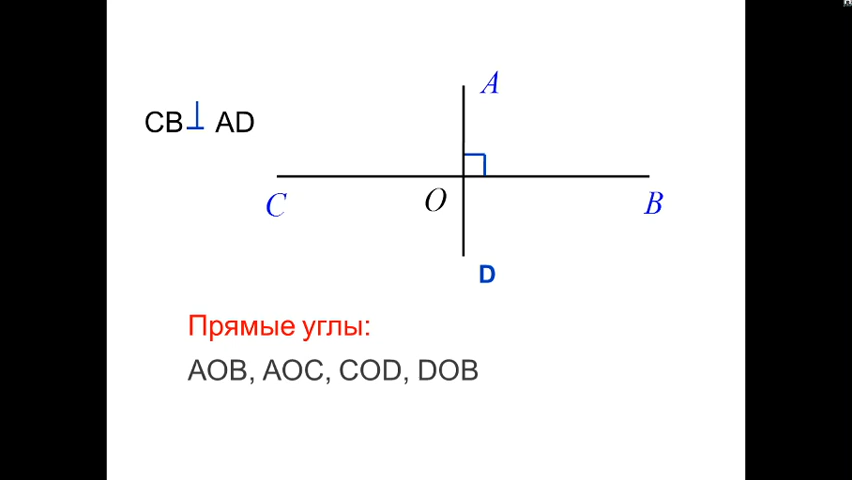 A
CB⊥ AD
C
O
B
D
Прямые углы:
AOB, AOC, COD, DOB